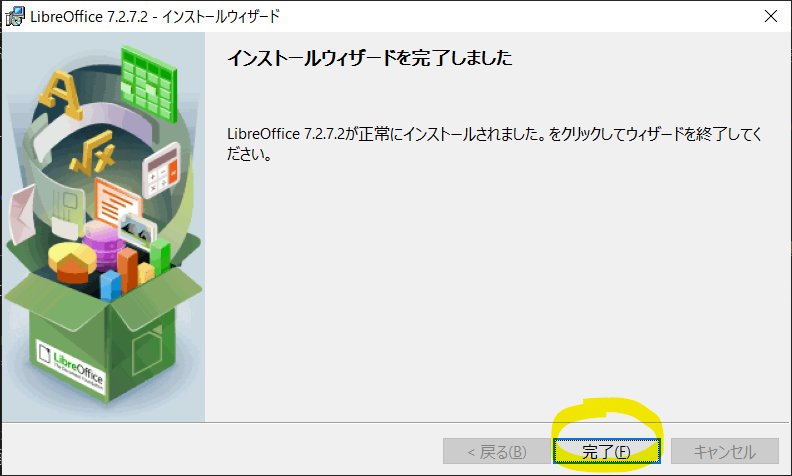 LibreOffice 7.2.7.2 - インストールウィザード
インストールウィザードを完了しました
LibreOffice 7.2.7.2が正常にインストールされました。をクリックしてウィザードを終了してく
ださい。
A
√x
LibreOffice
The Document Foundation
< 戻る(B)
完了(F)
キャンセル